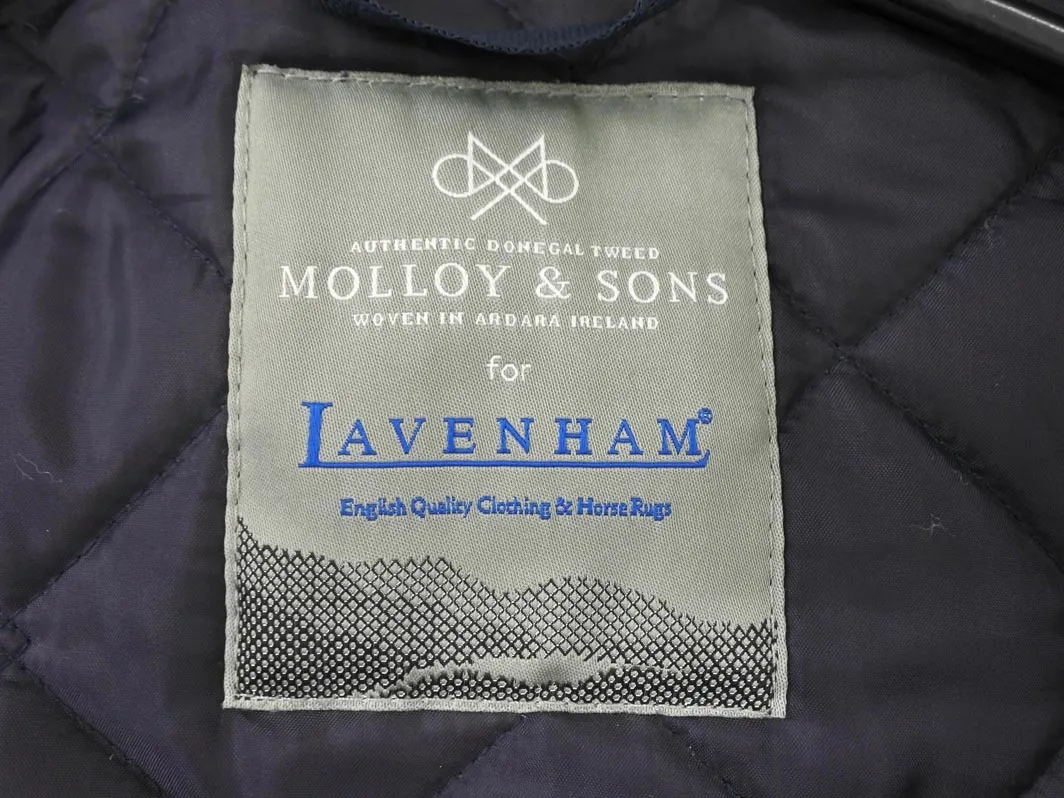 AUTHENTIC DONEGAL TWEED
MOLLOY & SONS
WOVEN IN ARDARA IRELAND
for
LAVENHAM®
English Quality Clothing & Horse Rugs